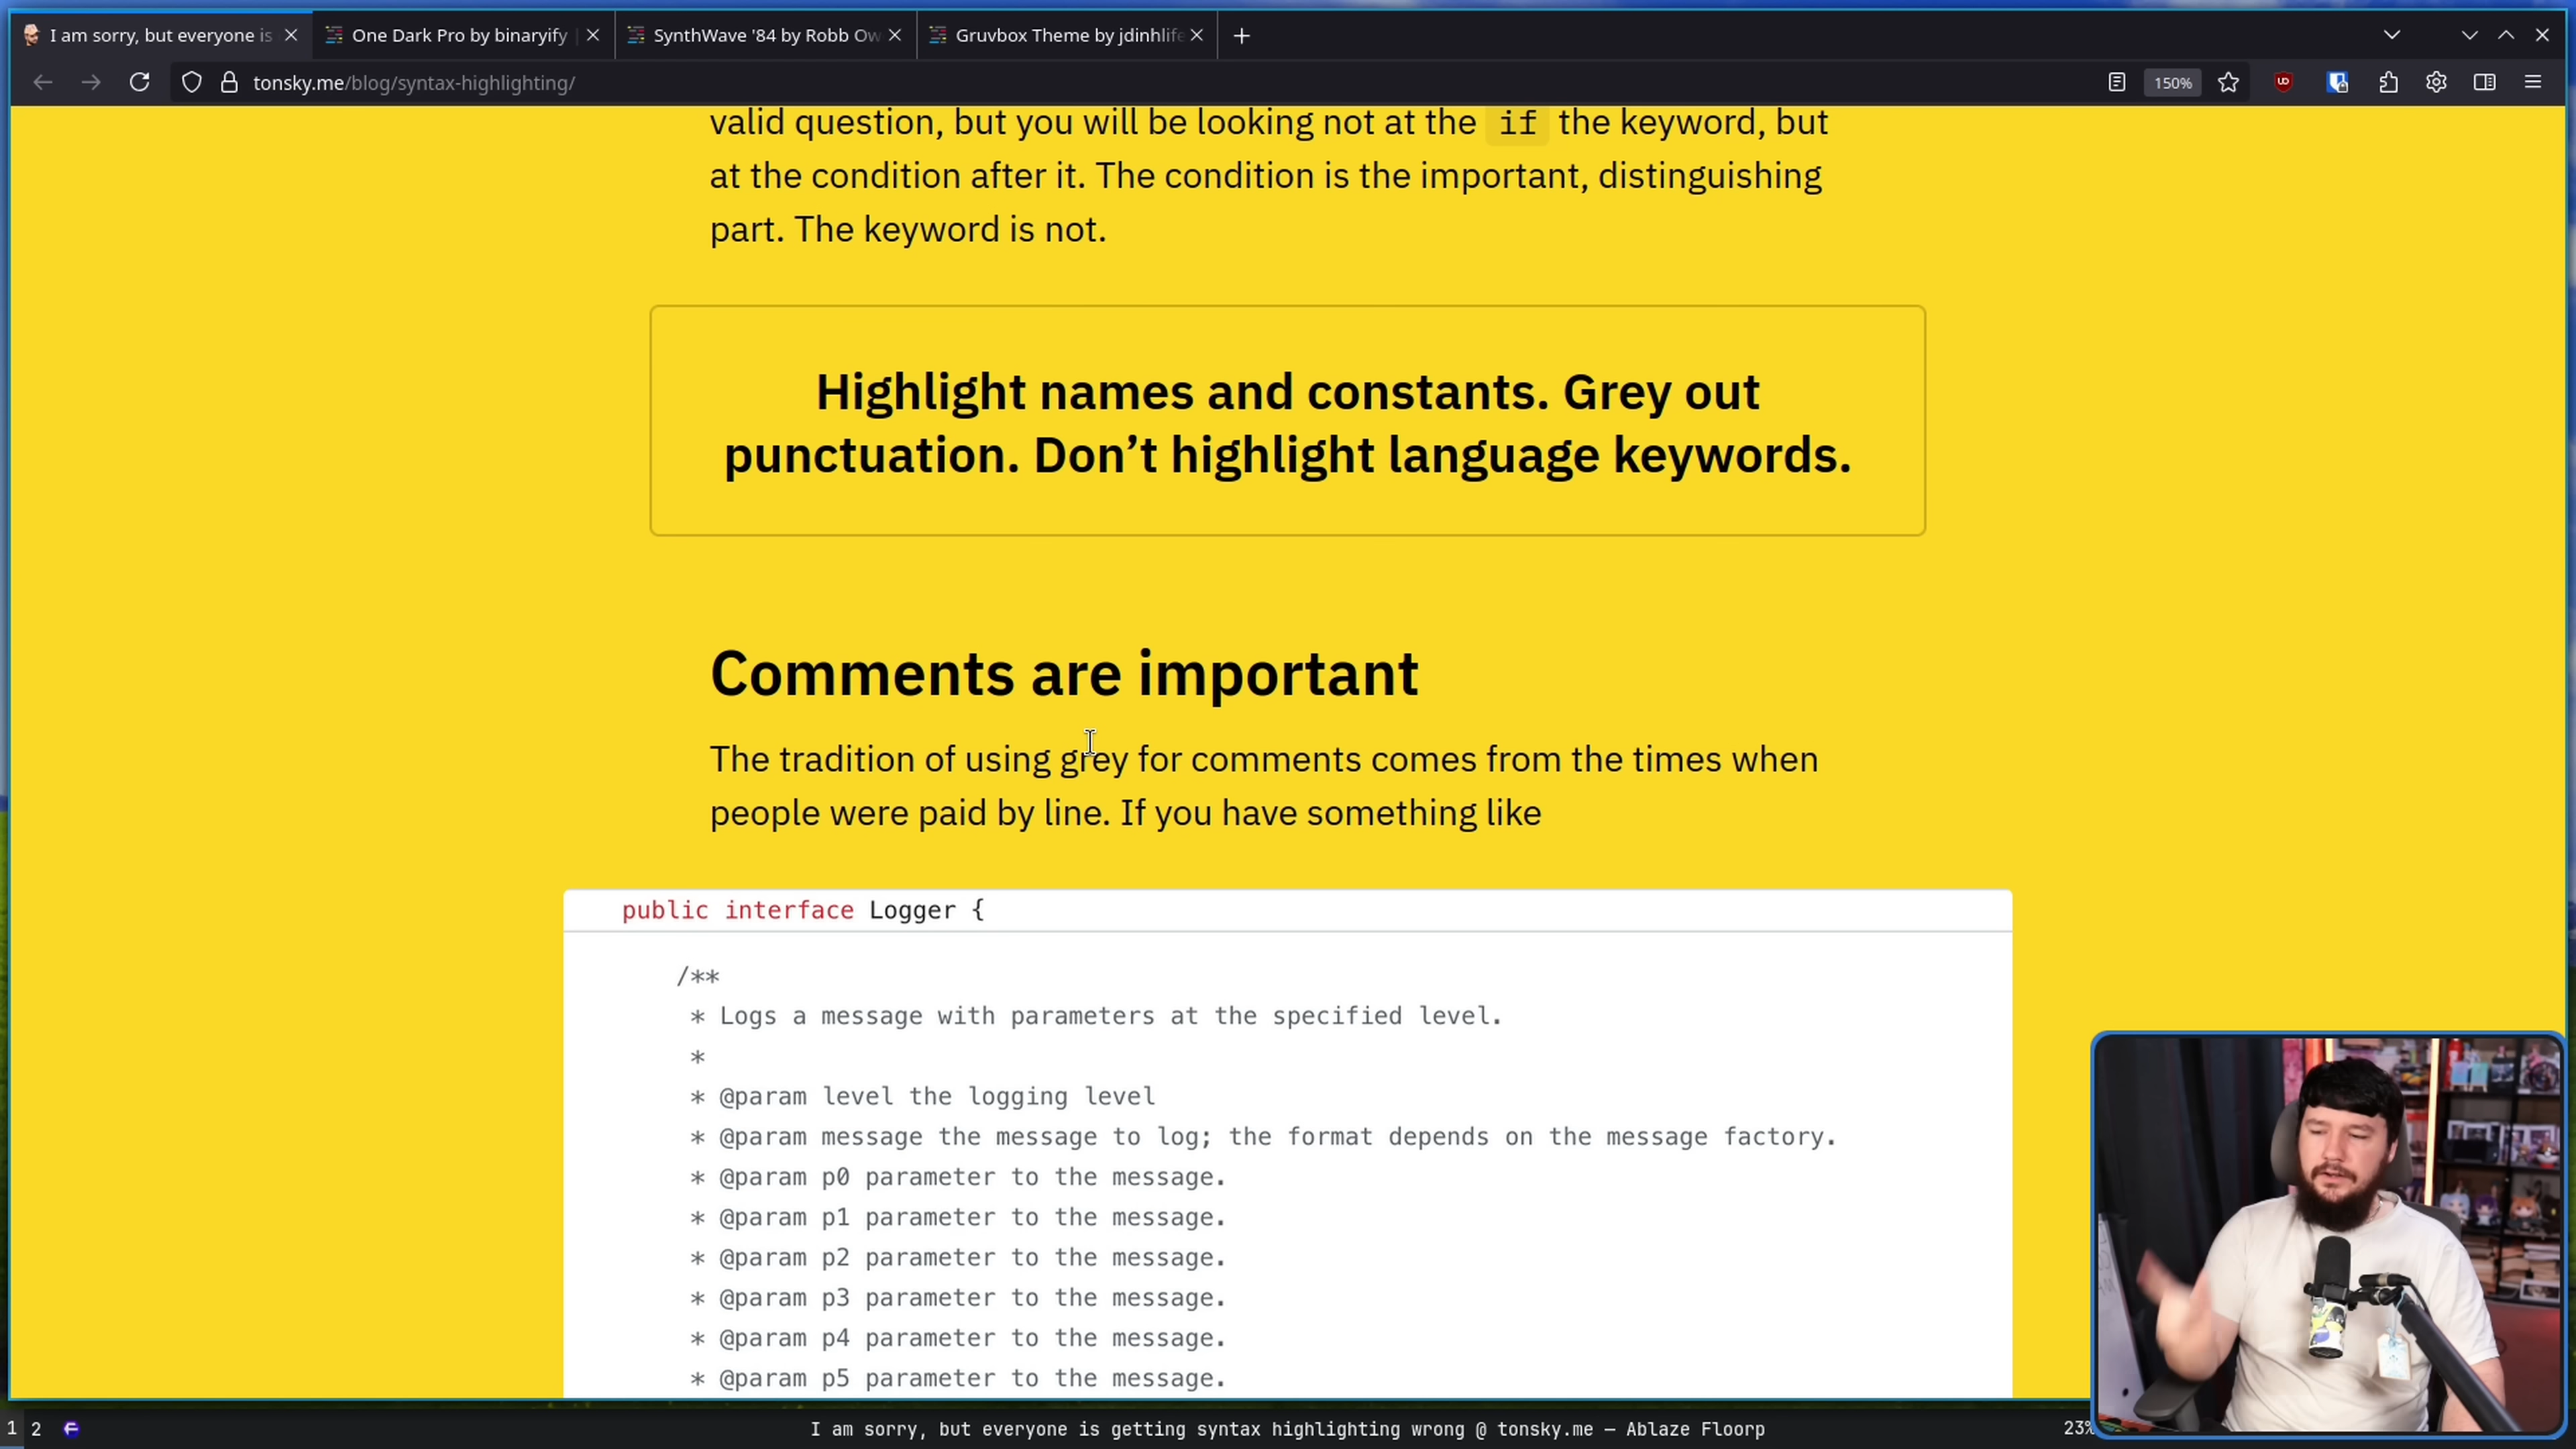 I am sorry, but everyone is
One Dark Pro by binaryify |
SynthWave '84 by Robb Ow
Gruvbox Theme by jdinhlife
tonsky.me/blog/syntax-highlighting/
150%
valid question, but you will be looking not at the if the keyword, but
at the condition after it. The condition is the important, distinguishing
part. The keyword is not.
Highlight names and constants. Grey out
punctuation. Don’t highlight language keywords.
Comments are important
The tradition of using grey for comments comes from the times when
people were paid by line. If you have something like
public interface Logger {
/**
* Logs a message with parameters at the specified level.
*
* @param level the logging level
* @param message the message to log; the format depends on the message factory.
* @param p0 parameter to the message.
* @param p1 parameter to the message.
* @param p2 parameter to the message.
* @param p3 parameter to the message.
* @param p4 parameter to the message.
* @param p5 parameter to the message.
1 2
I am sorry, but everyone is getting syntax highlighting wrong @ tonsky.me — Ablaze Floorp
23%